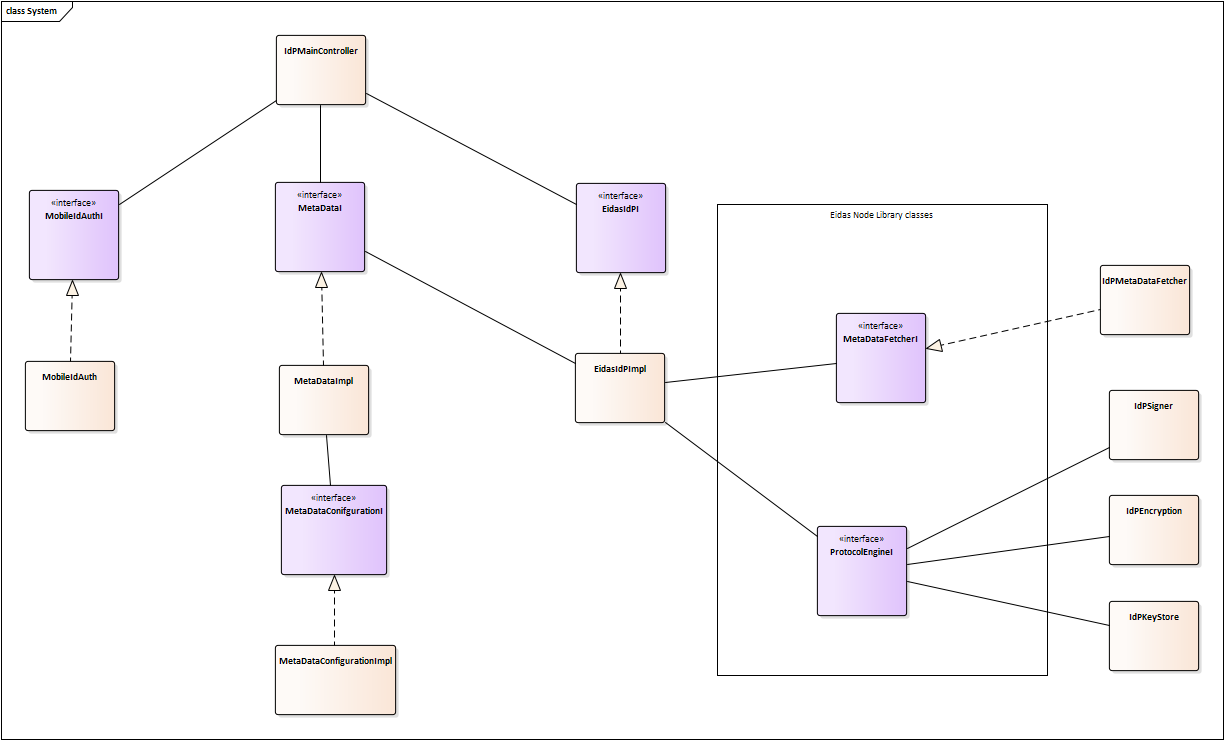 class System
IdPMainController
«interface»
MobileIdAuthI
«interface»
MetaDataI
«interface»
EidasIdPI
Eidas Node Library classes
IdPMetaDataFetcher
«interface»
MetaDataFetcherI
MobileIdAuth
MetaDataImpl
EidasIdPImpl
IdPSigner
«interface»
MetaDataConifgurationI
IdPEncryption
«interface»
ProtocolEngineI
IdPKeyStore
MetaDataConfigurationImpl